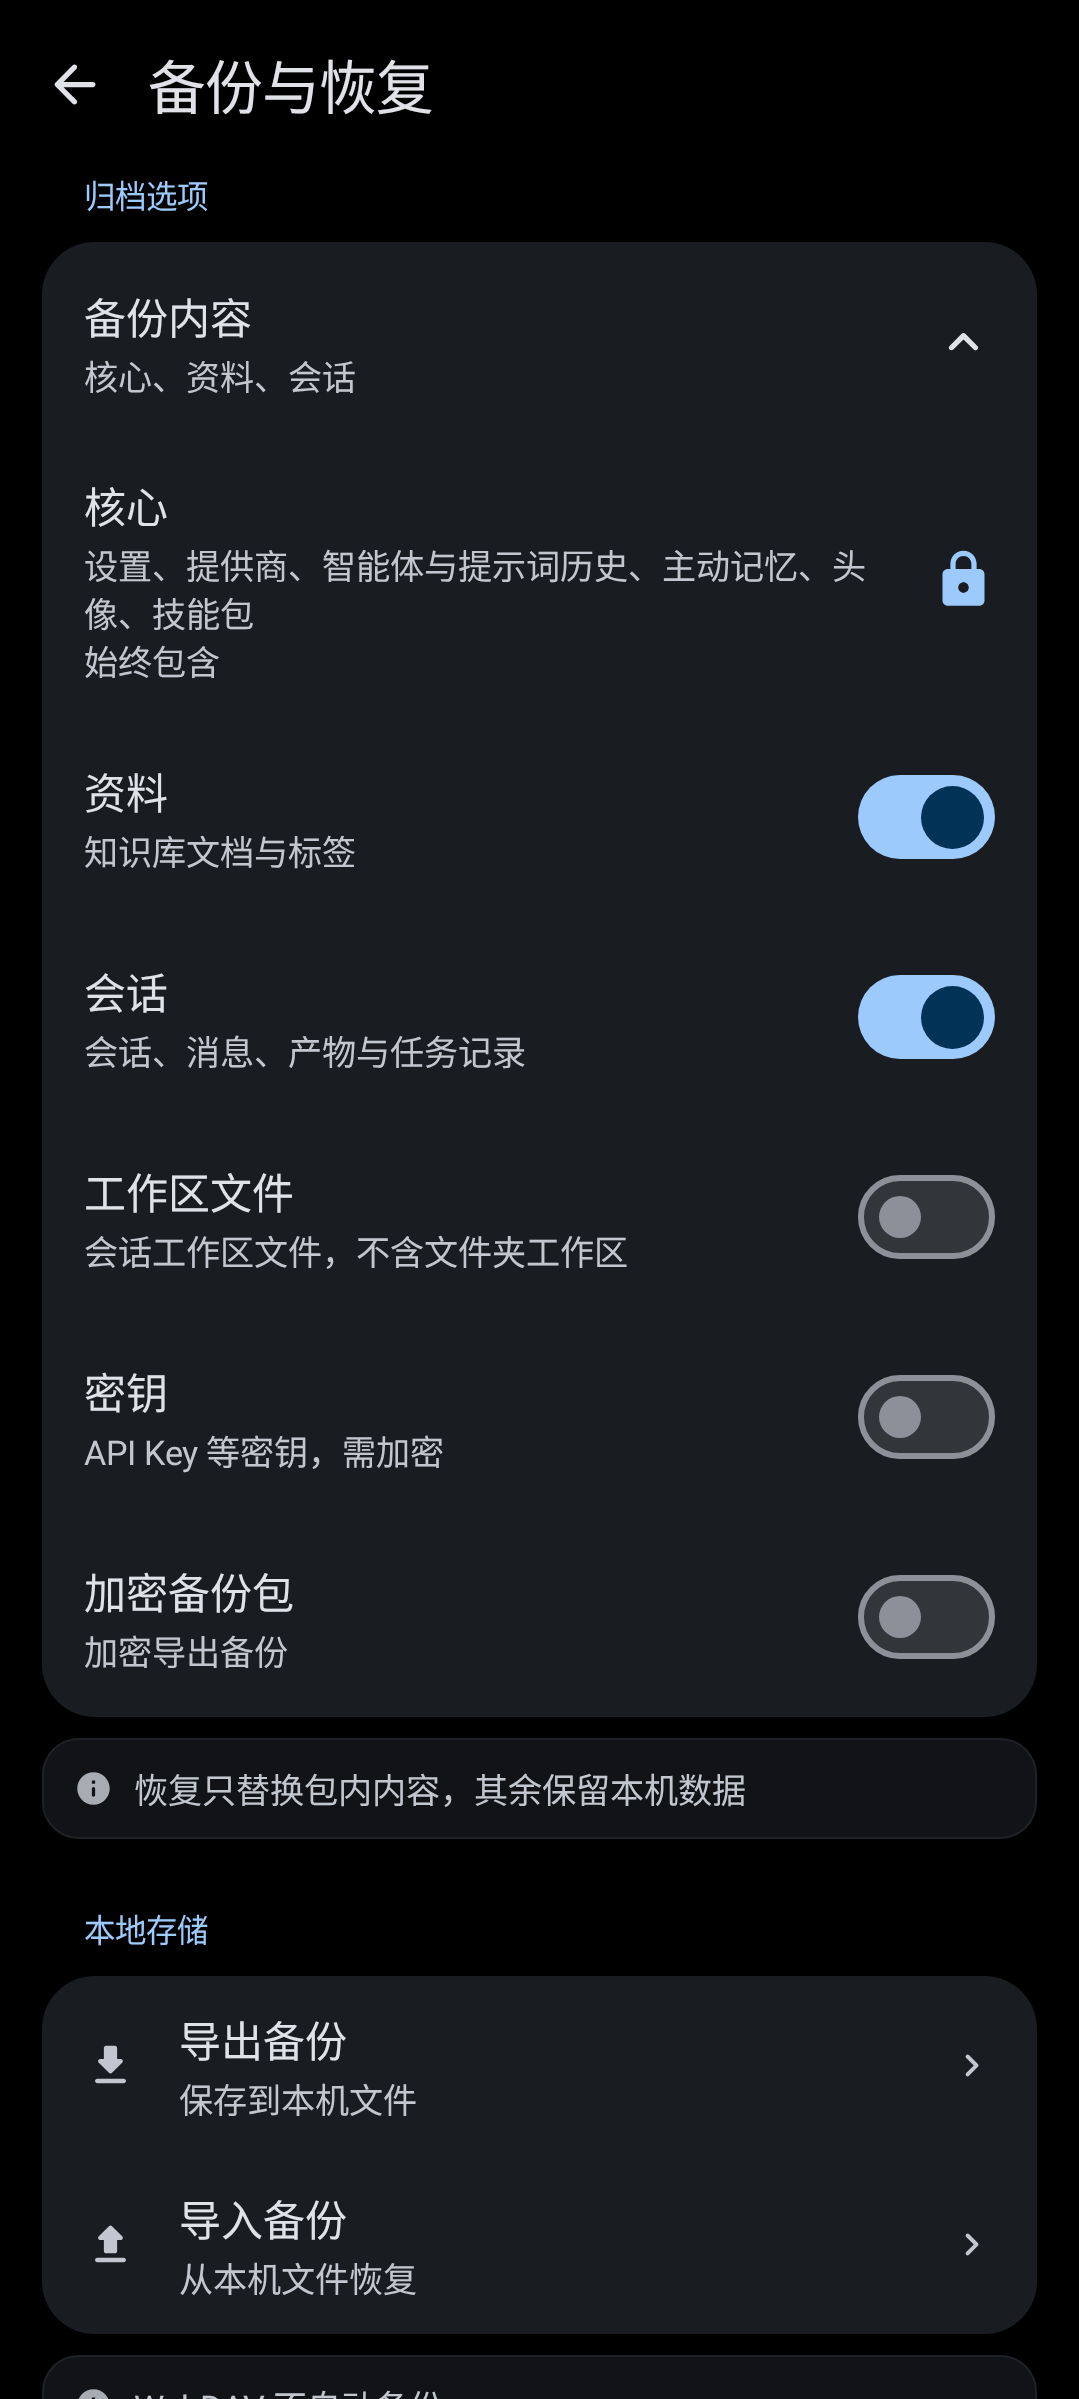 备份与恢复
归档选项
备份内容
核心、资料、会话
核心
设置、提供商、智能体与提示词历史、主动记忆、头
像、技能包
始终包含
资料
知识库文档与标签
会话
会话、消息、产物与任务记录
工作区文件
会话工作区文件，不含文件夹工作区
密钥
API Key 等密钥，需加密
加密备份包
加密导出备份
恢复只替换包内内容，其余保留本机数据
本地存储
导出备份
保存到本机文件
导入备份
从本机文件恢复
WebDAV 不自动备份